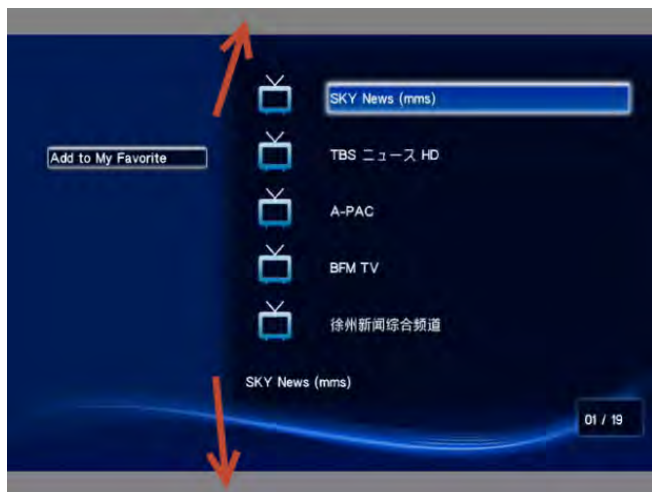 SKY News (mms)
Add to My Favorite
TBS ニュース HD
A-PAC
BFM TV
徐州新闻综合频道
SKY News (mms)
01 / 19